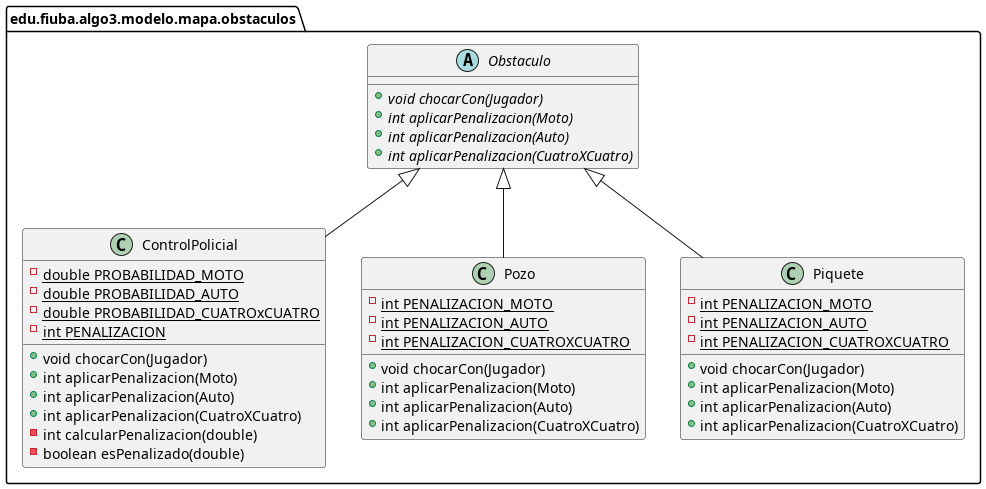 edu.fiuba.algo3.modelo.mapa.obstaculos
A Obstaculo
void chocarCon(Jugador)
int aplicarPenalizacion(Moto)
int aplicarPenalizacion(Auto)
int aplicarPenalizacion(CuatroXCuatro)
C ControlPolicial
double PROBABILIDAD_MOTO
double PROBABILIDAD_AUTO
double PROBABILIDAD_CUATROxCUATRO
int PENALIZACION
void chocarCon(Jugador)
int aplicarPenalizacion(Moto)
int aplicarPenalizacion(Auto)
int aplicarPenalizacion(CuatroXCuatro)
int calcularPenalizacion(double)
boolean esPenalizado(double)
C Pozo
int PENALIZACION_MOTO
int PENALIZACION_AUTO
int PENALIZACION_CUATROXCUATRO
void chocarCon(Jugador)
int aplicarPenalizacion(Moto)
int aplicarPenalizacion(Auto)
int aplicarPenalizacion(CuatroXCuatro)
C Piquete
int PENALIZACION_MOTO
int PENALIZACION_AUTO
int PENALIZACION_CUATROXCUATRO
void chocarCon(Jugador)
int aplicarPenalizacion(Moto)
int aplicarPenalizacion(Auto)
int aplicarPenalizacion(CuatroXCuatro)